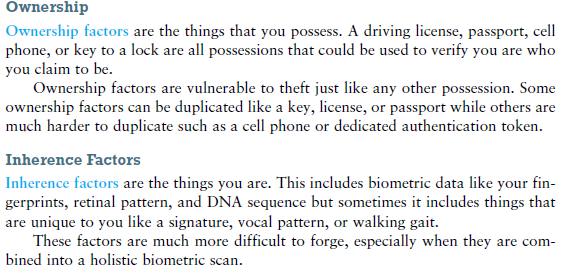 Ownership
Ownership factors are the things that you possess. A driving license, passport, cell
phone, or key to a lock are all possessions that could be used to verify you are who
you claim to be.
Ownership factors are vulnerable to theft just like any other possession. Some
ownership factors can be duplicated like a key, license, or passport while others are
much harder to duplicate such as a cell phone or dedicated authentication token.
Inherence Factors
Inherence factors are the things you are. This includes biometric data like your fin-
gerprints, retinal pattern, and DNA sequence but sometimes it includes things that
are unique to you like a signature, vocal pattern, or walking gait.
These factors are much more difficult to forge, especially when they are com-
bined into a holistic biometric scan.